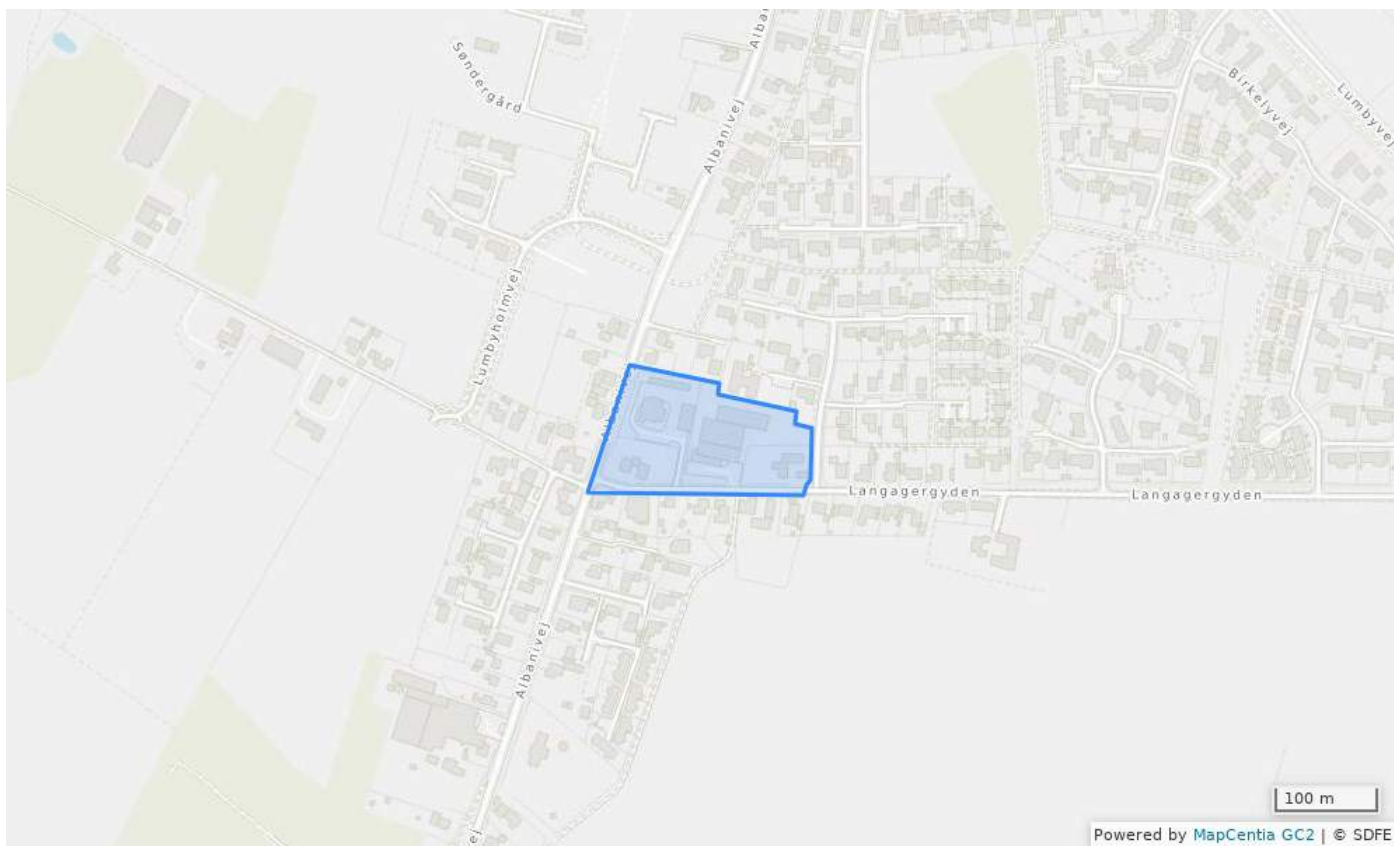 Søndergård
Albanivej
Birkelyvej
Lumbyvej
Lumbyholmvej
Langagergyden
Langagergyden
Albanivej
100 m
Powered by MapCentia GC2 | © SDFE